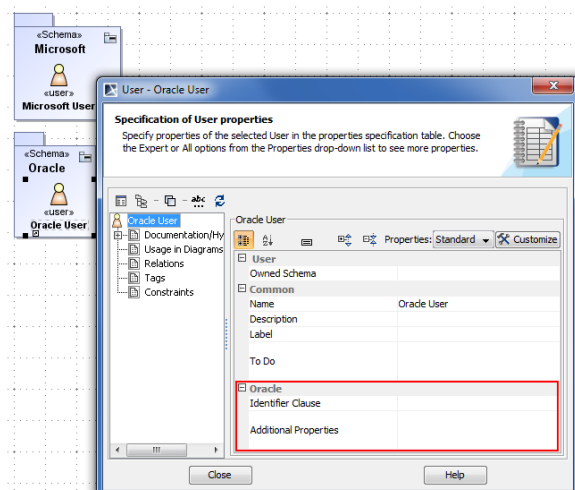 «Schema»
Microsoft
«user»
Microsoft User
«Schema»
Oracle
«user»
Oracle User
User - Oracle User
Specification of User properties
Specify properties of the selected User in the properties specification table. Choose
the Expert or All options from the Properties drop-down list to see more properties.
Oracle User
Documentation/Hy
Usage in Diagrams
Relations
Tags
Constraints
Oracle User
Properties: Standard Customize
User
Owned Schema
Common
Name Oracle User
Description
Label
To Do
Oracle
Identifier Clause
Additional Properties
Close Help